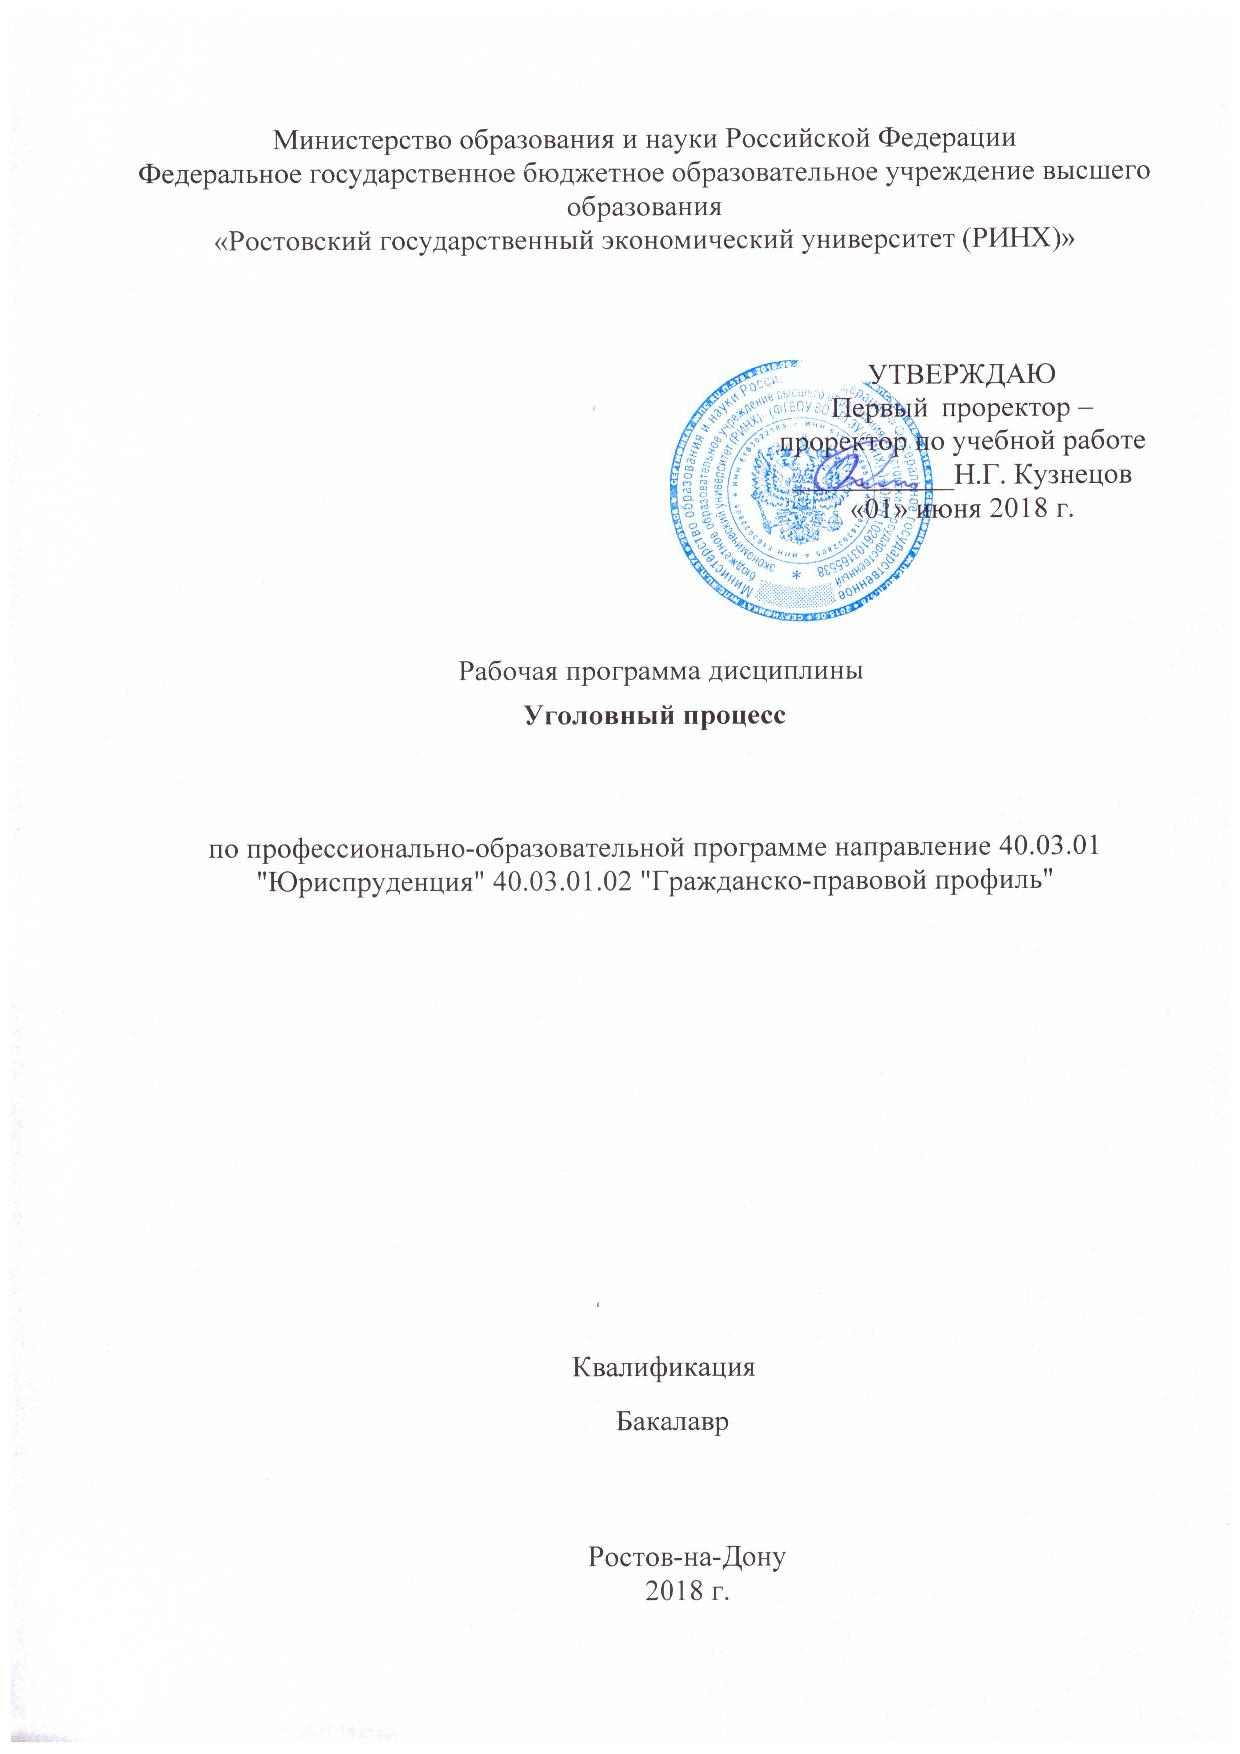 Министерство образования и науки Российской Федерации
Федеральное государственное бюджетное образовательное учреждение высшего
образования
«Ростовский государственный экономический университет (РИНХ)»
УТВЕРЖДАЮ
Первый проректор –
проректор по учебной работе
Н.Г. Кузнецов
«01» июня 2018 г.
Рабочая программа дисциплины
Уголовный процесс
по профессионально-образовательной программе направление 40.03.01
"Юриспруденция" 40.03.01.02 "Гражданско-правовой профиль"
Квалификация
Бакалавр
Ростов-на-Дону
2018 г.